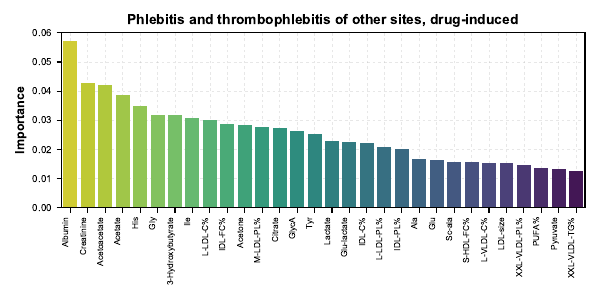 Phlebitis and thrombophlebitis of other sites, drug-induced
Importance
0.06
0.05
0.04
0.03
0.02
0.01
0.00
Albumin
Creatinine
Acetoacetate
Acetate
His
Gly
3-Hydroxybutyrate
Ile
L-LDL-C%
IDL-FC%
Acetone
M-LDL-PL%
Citrate
GlycA
Tyr
Lactate
Glu-lactate
IDL-C%
L-LDL-PL%
IDL-PL%
Ala
Glu
Sc-ala
S-HDL-FC%
L-VLDL-C%
LDL-size
XXL-VLDL-PL%
PUFA%
Pyruvate
XXL-VLDL-TG%